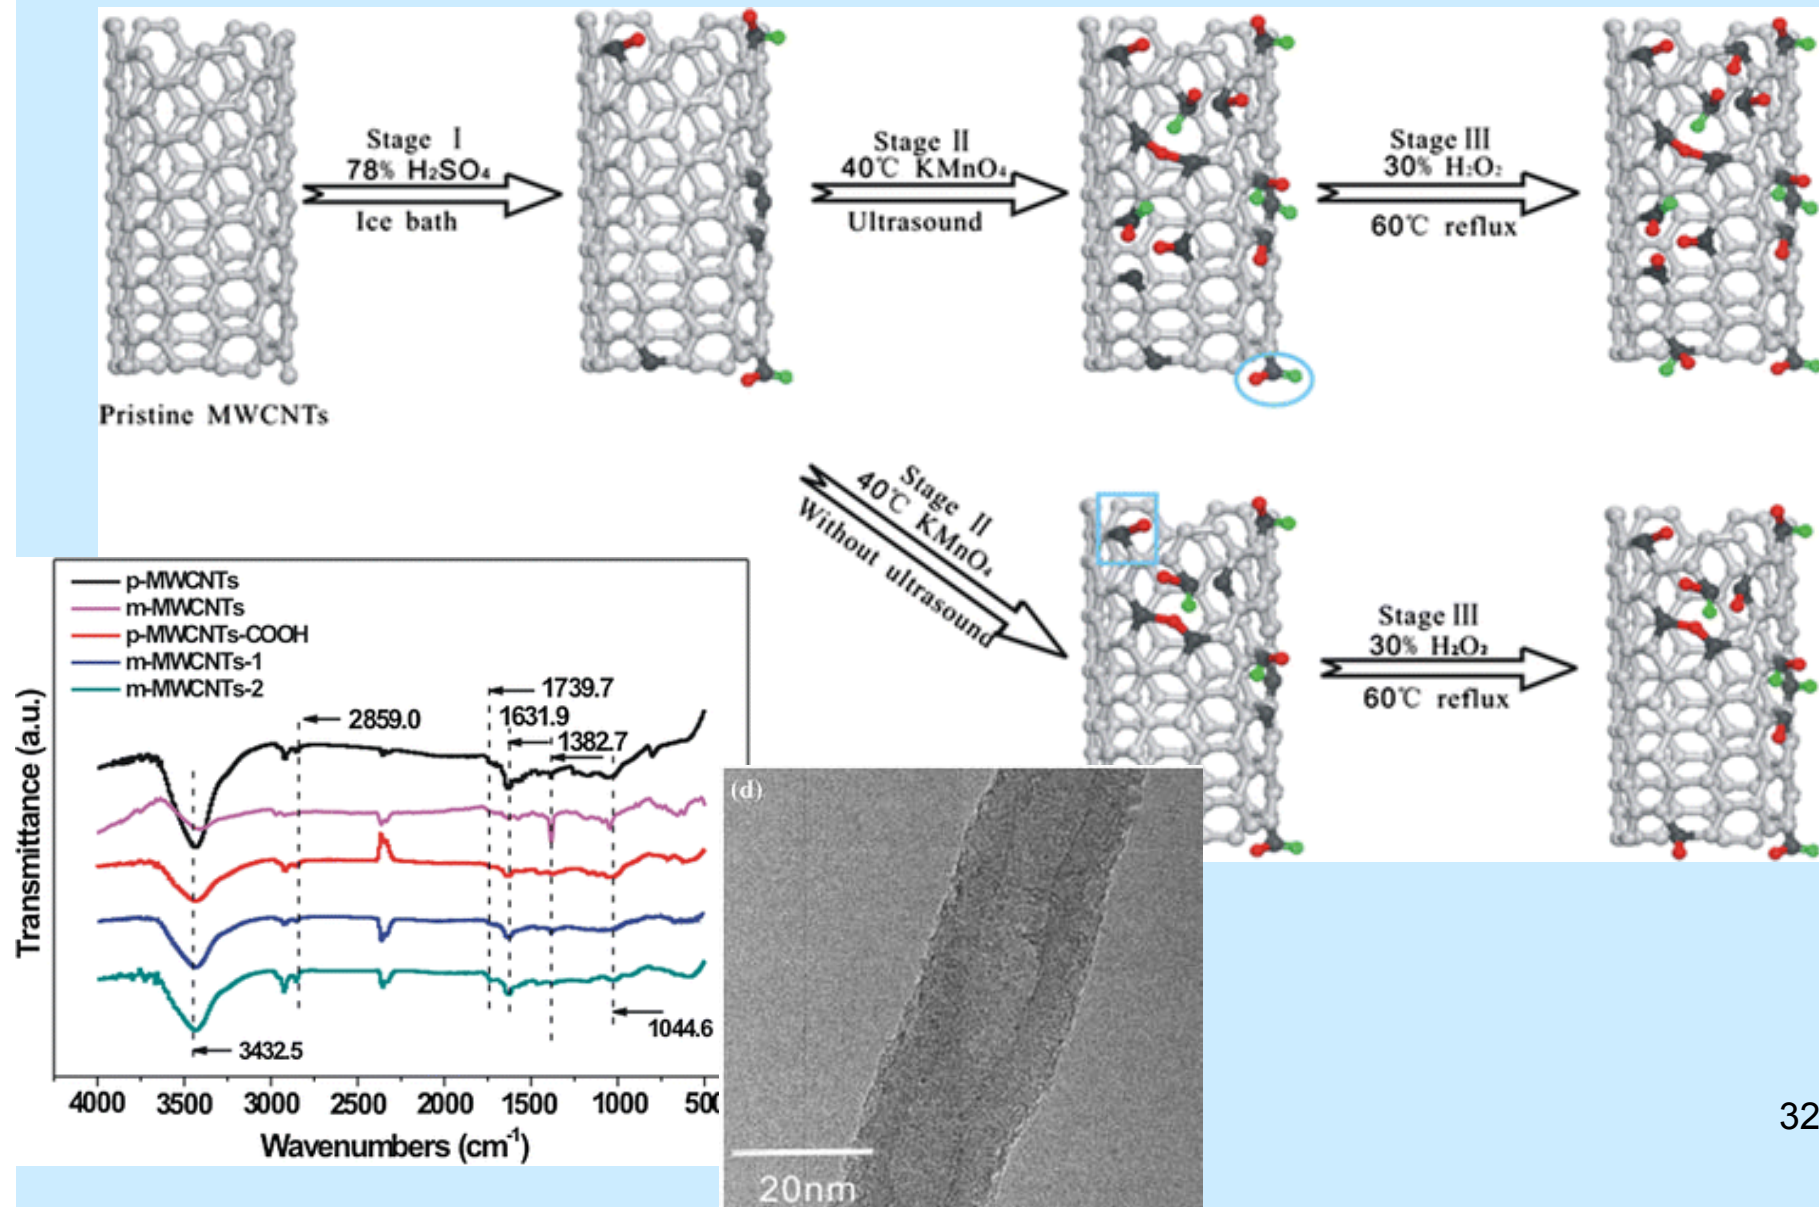 Stage Ⅰ
78% H₂SO₄
Ice bath
Stage Ⅱ
40℃ KMnO₄
Ultrasound
Stage Ⅲ
30% H₂O₂
60℃ reflux
Pristine MWCNTs
Stage Ⅱ
40℃ KMnO₄
Without ultrasound
Stage Ⅲ
30% H₂O₂
60℃ reflux
p-MWCNTs
m-MWCNTs
p-MWCNTs-COOH
m-MWCNTs-1
m-MWCNTs-2
1739.7
2859.0
1631.9
1382.7
1044.6
3432.5
Transmittance (a.u.)
4000 3500 3000 2500 2000 1500 1000
Wavenumbers (cm⁻¹)
(d)
20nm
32